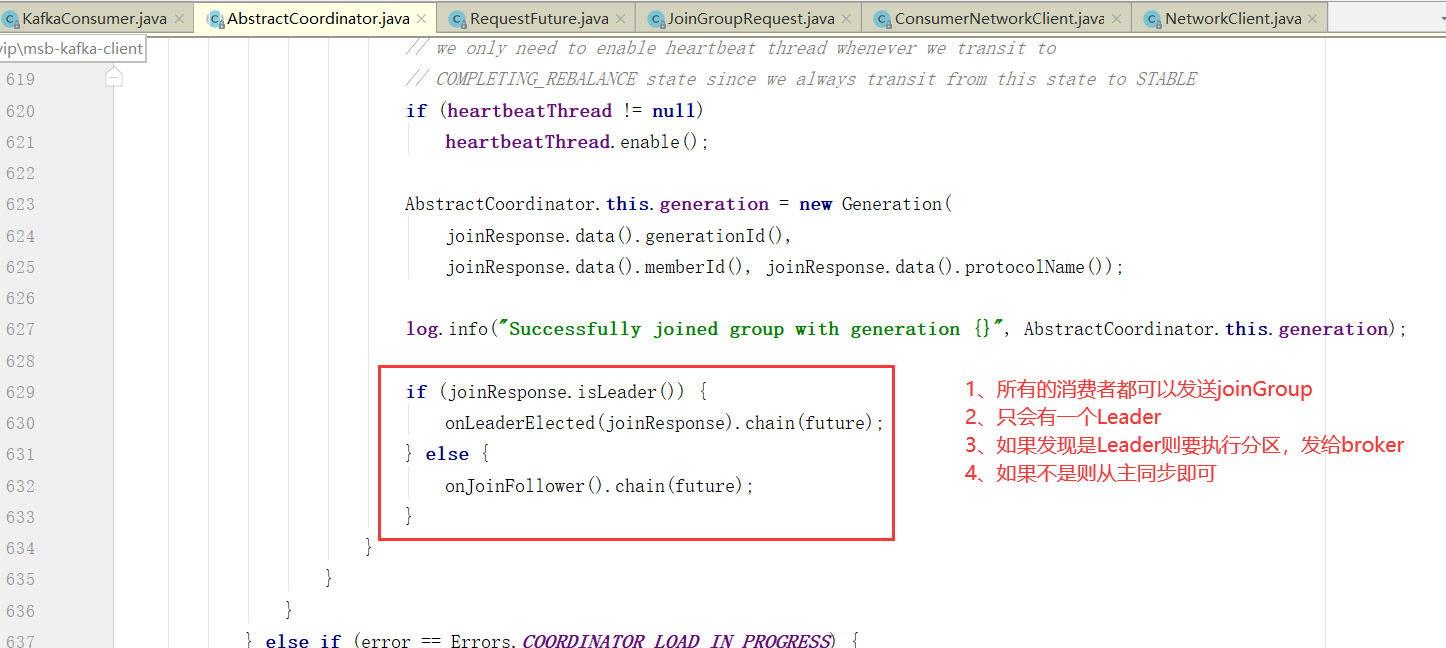 KafkaConsumer.java × AbstractCoordinator.java × RequestFuture.java × JoinGroupRequest.java × ConsumerNetworkClient.java × NetworkClient.java ×
vip\msb-kafka-client
// we only need to enable heartbeat thread whenever we transit to
619 // COMPLETING_REBALANCE state since we always transit from this state to STABLE
620 if (heartbeatThread != null)
621 heartbeatThread.enable();
622
623 AbstractCoordinator.this.generation = new Generation(
624 joinResponse.data().generationId(),
625 joinResponse.data().memberId(), joinResponse.data().protocolName());
626
627 log.info("Successfully joined group with generation {}", AbstractCoordinator.this.generation);
628
629 if (joinResponse.isLeader()) {
630 onLeaderElected(joinResponse).chain(future);
631 } else {
632 onJoinFollower().chain(future);
633 }
634 }
635 }
636 }
637 } else if (error == Errors.COORDINATOR_LOAD_IN_PROGRESS) {
1、所有的消费者都可以发送joinGroup
2、只会有一个Leader
3、如果发现是Leader则要执行分区，发给broker
4、如果不是则从主同步即可